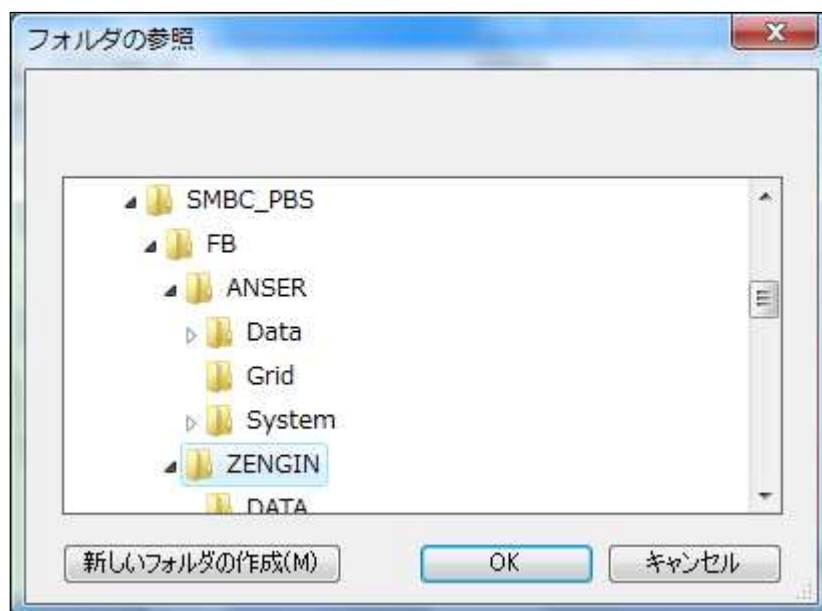 フォルダの参照
SMBC_PBS
FB
ANSER
Data
Grid
System
ZENGIN
DATA
新しいフォルダの作成(M)
OK
キャンセル